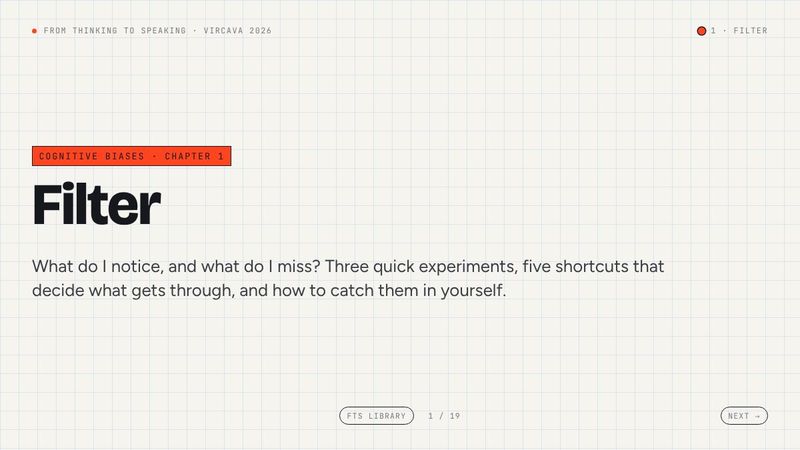 FROM THINKING TO SPEAKING · VIRCAVA 2026
1 · FILTER
COGNITIVE BIASES · CHAPTER 1
Filter
What do I notice, and what do I miss? Three quick experiments, five shortcuts that
decide what gets through, and how to catch them in yourself.
FTS LIBRARY
1 / 19
NEXT →